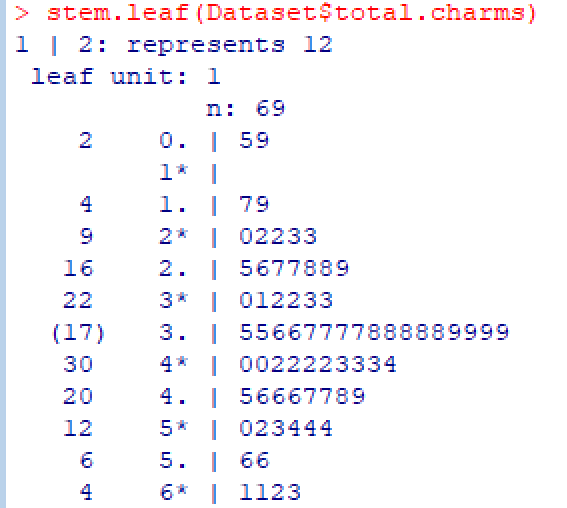 > stem.leaf(Dataset$total.charms)
1 | 2: represents 12
leaf unit: 1
n: 69
2 0. | 59
1* |
4 1. | 79
9 2* | 02233
16 2. | 5677889
22 3* | 012233
(17) 3. | 55667777888889999
30 4* | 0022223334
20 4. | 56667789
12 5* | 023444
6 5. | 66
4 6* | 1123